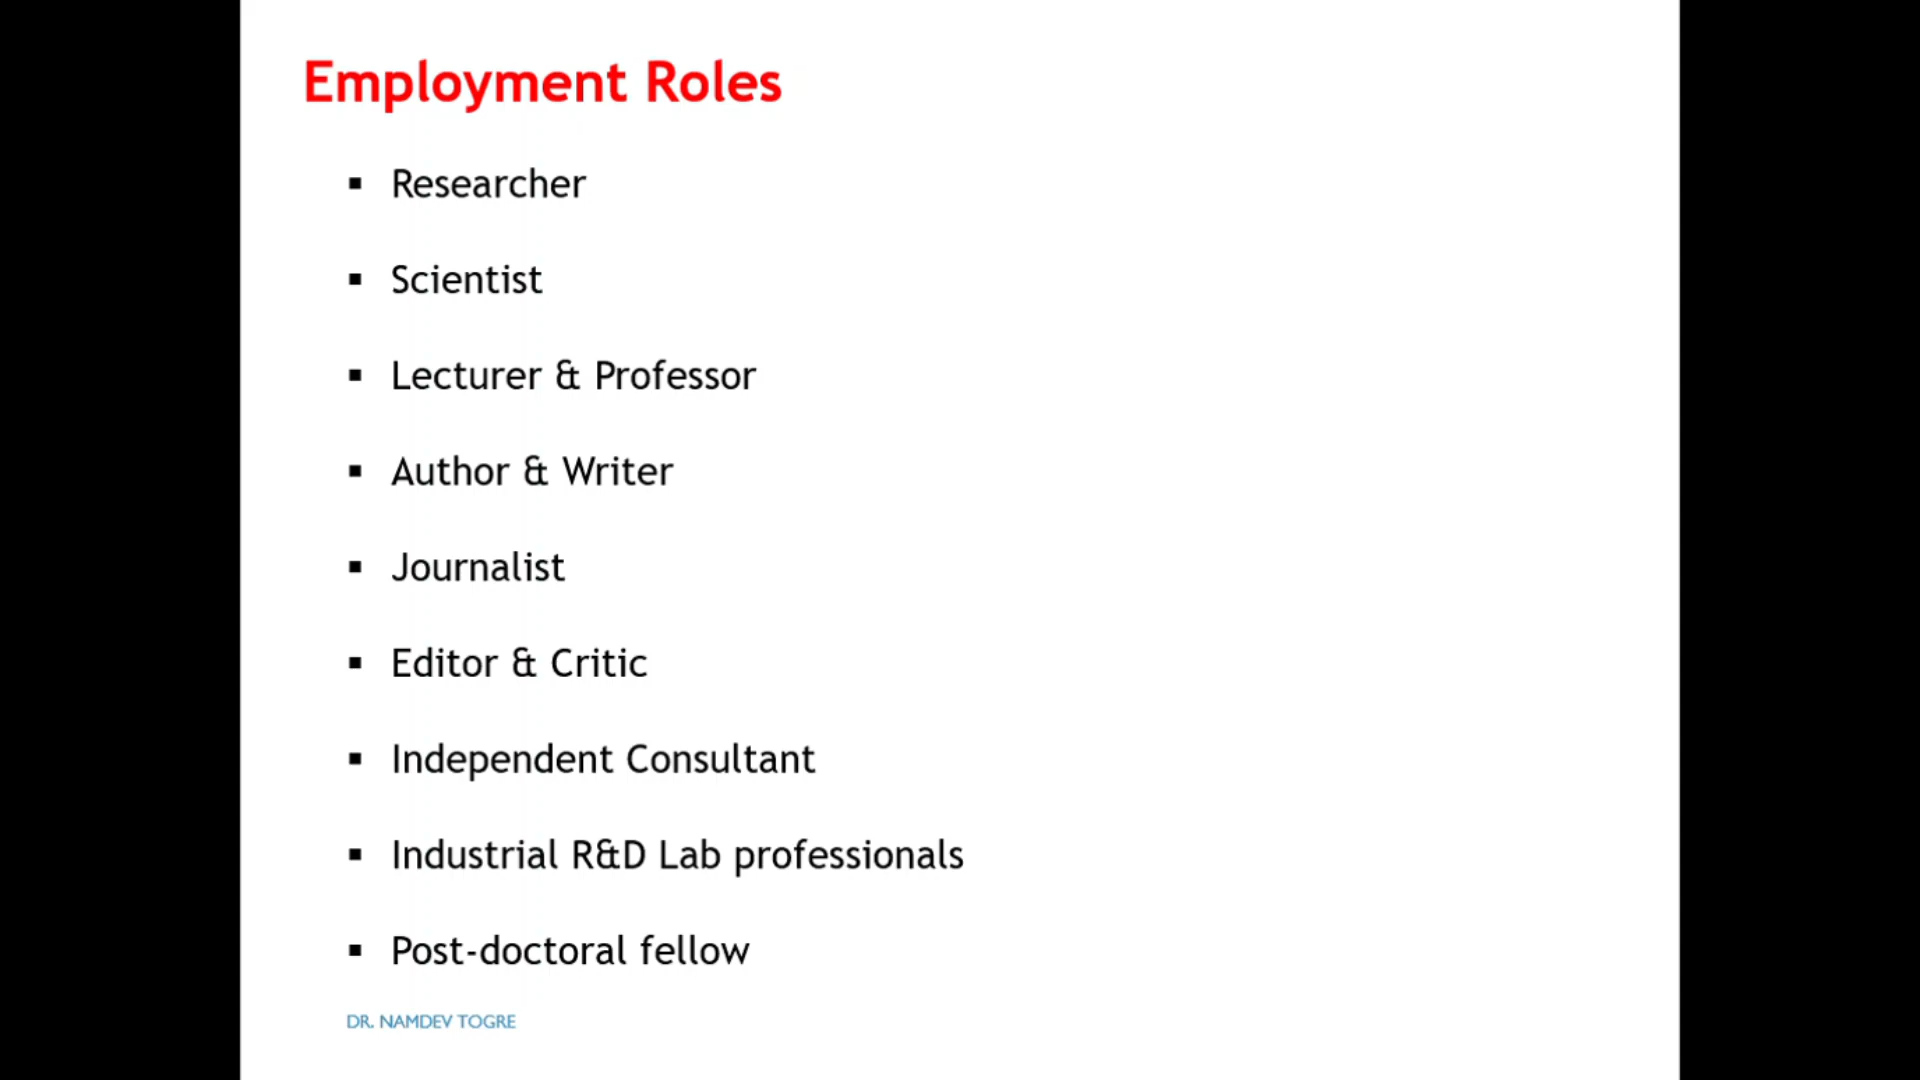 Employment Roles
▪ Researcher
▪ Scientist
▪ Lecturer & Professor
▪ Author & Writer
▪ Journalist
▪ Editor & Critic
▪ Independent Consultant
▪ Industrial R&D Lab professionals
▪ Post-doctoral fellow
DR. NAMDEV TOGRE